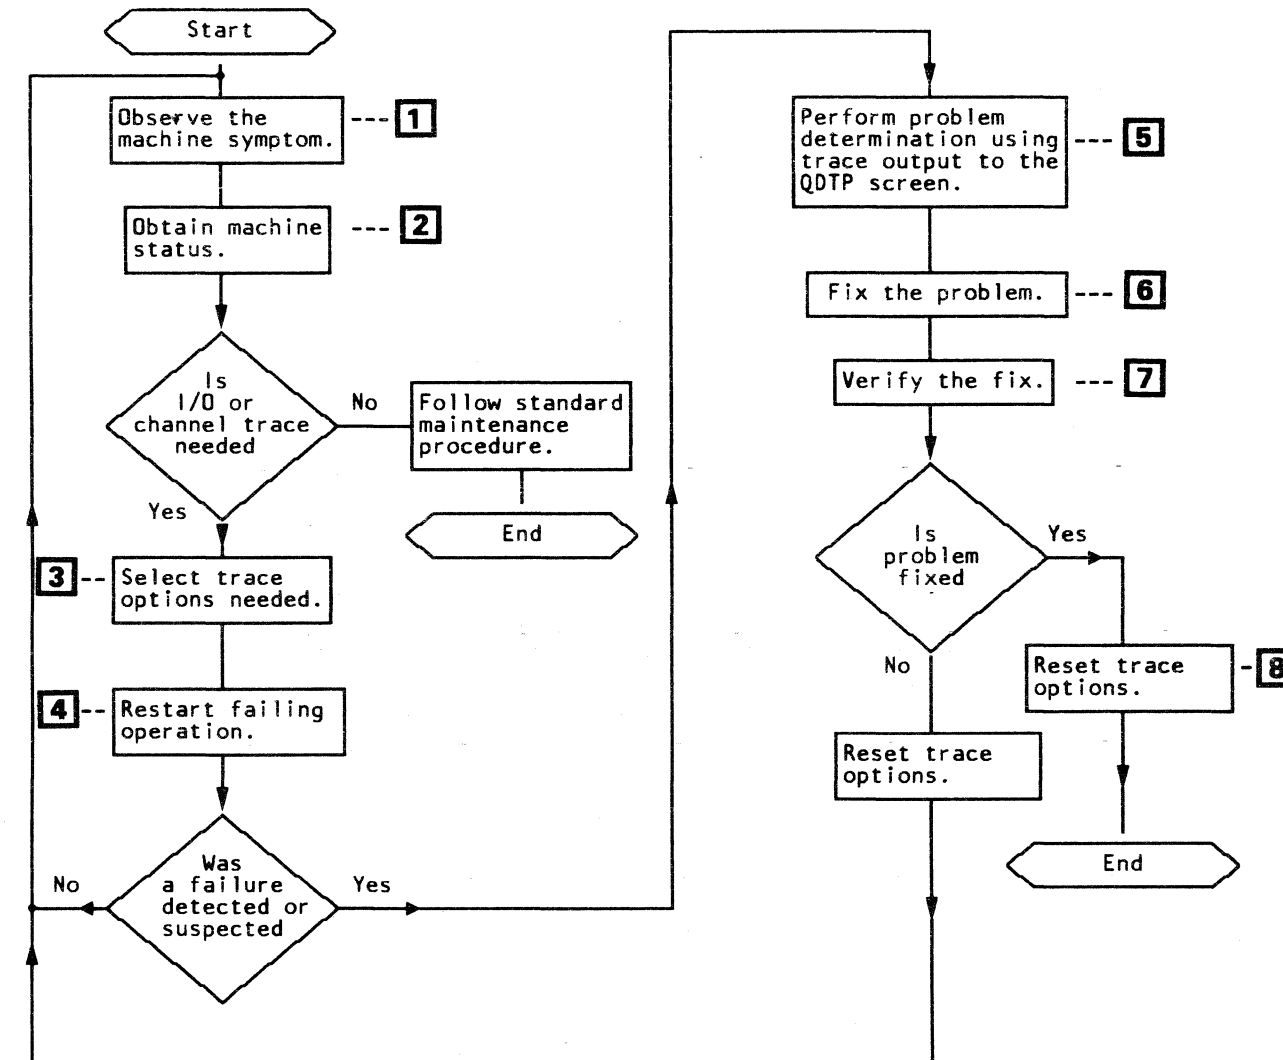 Start
Observe the
machine symptom.
--- 1
Obtain machine
status.
--- 2
Is
I/O or
channel trace
needed
No
Follow standard
maintenance
procedure.
End
Yes
3 --
Select trace
options needed.
4 --
Restart failing
operation.
Was
a failure
detected or
suspected
No
Yes
Perform problem
determination using
trace output to the
QDTP screen.
--- 5
Fix the problem.
--- 6
Verify the fix.
--- 7
Is
problem
fixed
Yes
Reset trace
options.
- 8
End
No
Reset trace
options.